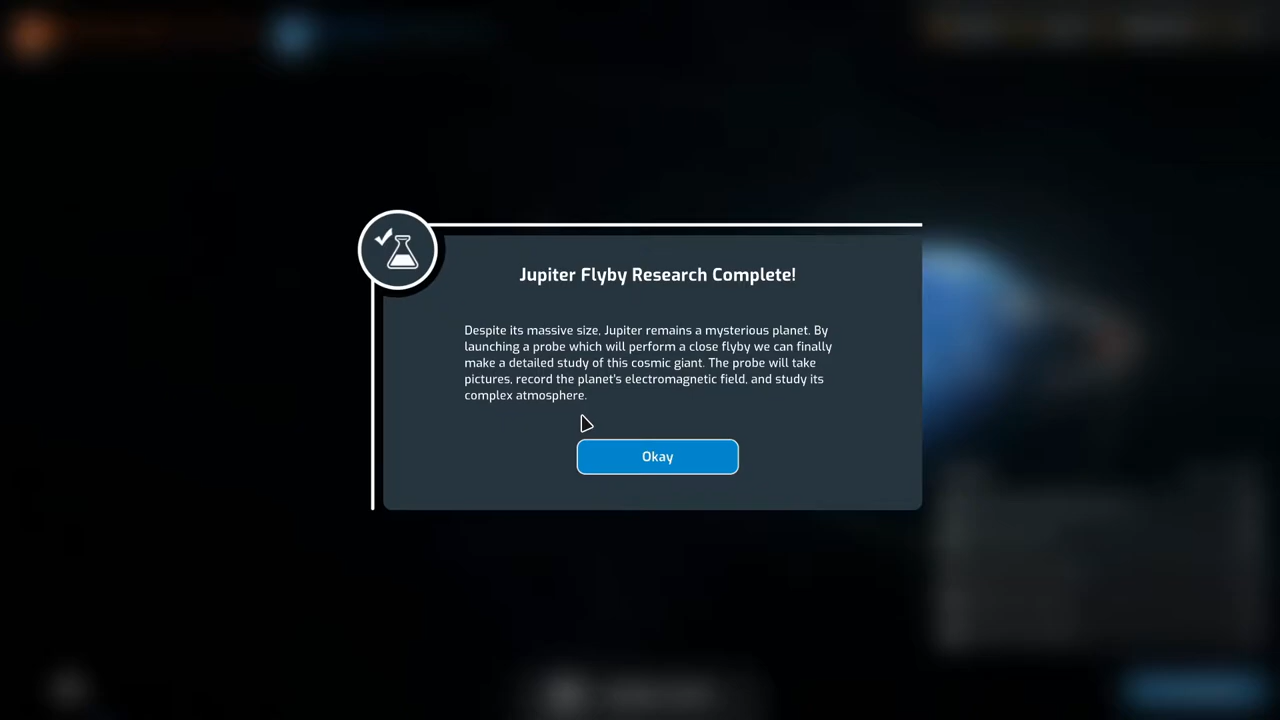 Jupiter Flyby Research Complete!
Despite its massive size, Jupiter remains a mysterious planet. By
launching a probe which will perform a close flyby we can finally
make a detailed study of this cosmic giant. The probe will take
pictures, record the planet's electromagnetic field, and study its
complex atmosphere.
Okay